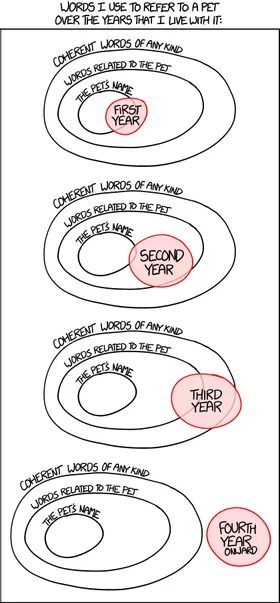 WORDS I USE TO REFER TO A PET
OVER THE YEARS THAT I LIVE WITH IT:
COHERENT WORDS OF ANY KIND
WORDS RELATED TO THE PET
THE PET'S NAME
FIRST
YEAR
COHERENT WORDS OF ANY KIND
WORDS RELATED TO THE PET
THE PET'S NAME
SECOND
YEAR
COHERENT WORDS OF ANY KIND
WORDS RELATED TO THE PET
THE PET'S NAME
THIRD
YEAR
COHERENT WORDS OF ANY KIND
WORDS RELATED TO THE PET
THE PET'S NAME
FOURTH
YEAR
ONWARD